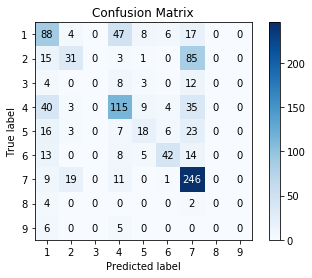 Confusion Matrix
1 88 4 0 47 8 6 17 0 0
2 15 31 0 3 1 0 85 0 0
3 4 0 0 8 3 0 12 0 0
4 40 3 0 115 9 4 35 0 0
5 16 3 0 7 18 6 23 0 0
6 13 0 0 8 5 42 14 0 0
7 9 19 0 11 0 1 246 0 0
8 4 0 0 0 0 0 2 0 0
9 6 0 0 5 0 0 0 0 0
1 2 3 4 5 6 7 8 9
True label
Predicted label
200
150
100
50
0